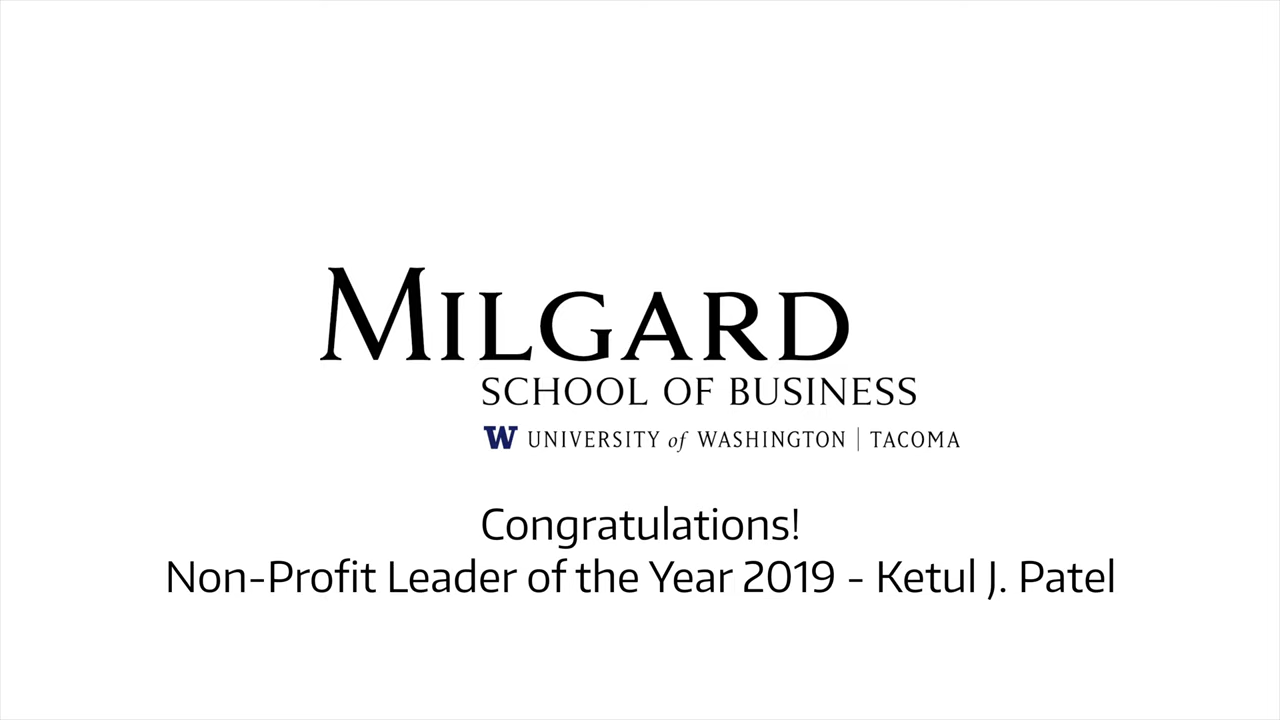 MILGARD
SCHOOL OF BUSINESS
W UNIVERSITY of WASHINGTON | TACOMA
Congratulations!
Non-Profit Leader of the Year 2019 - Ketul J. Patel